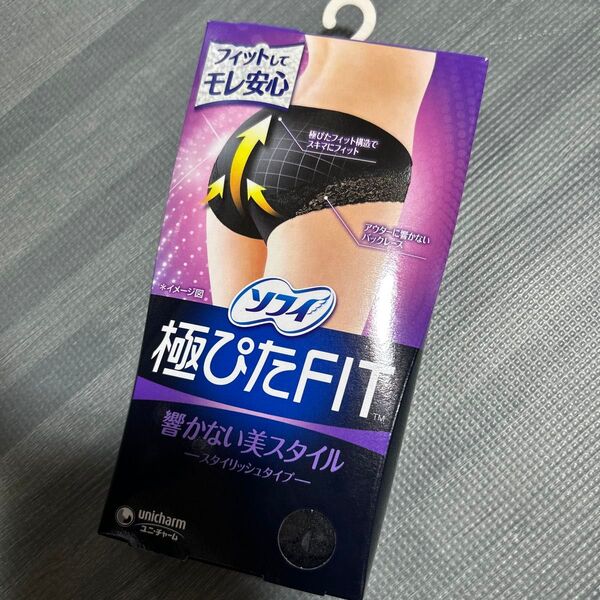 フィットして
モレ安心
極ぴたフィット構造で
スキマにフィット
アウターに響かない
バックレース
*イメージ図
ソフィ
極ぴたFIT™
響かない美スタイル
―スタイリッシュタイプ―
unicharm
ユニ・チャーム